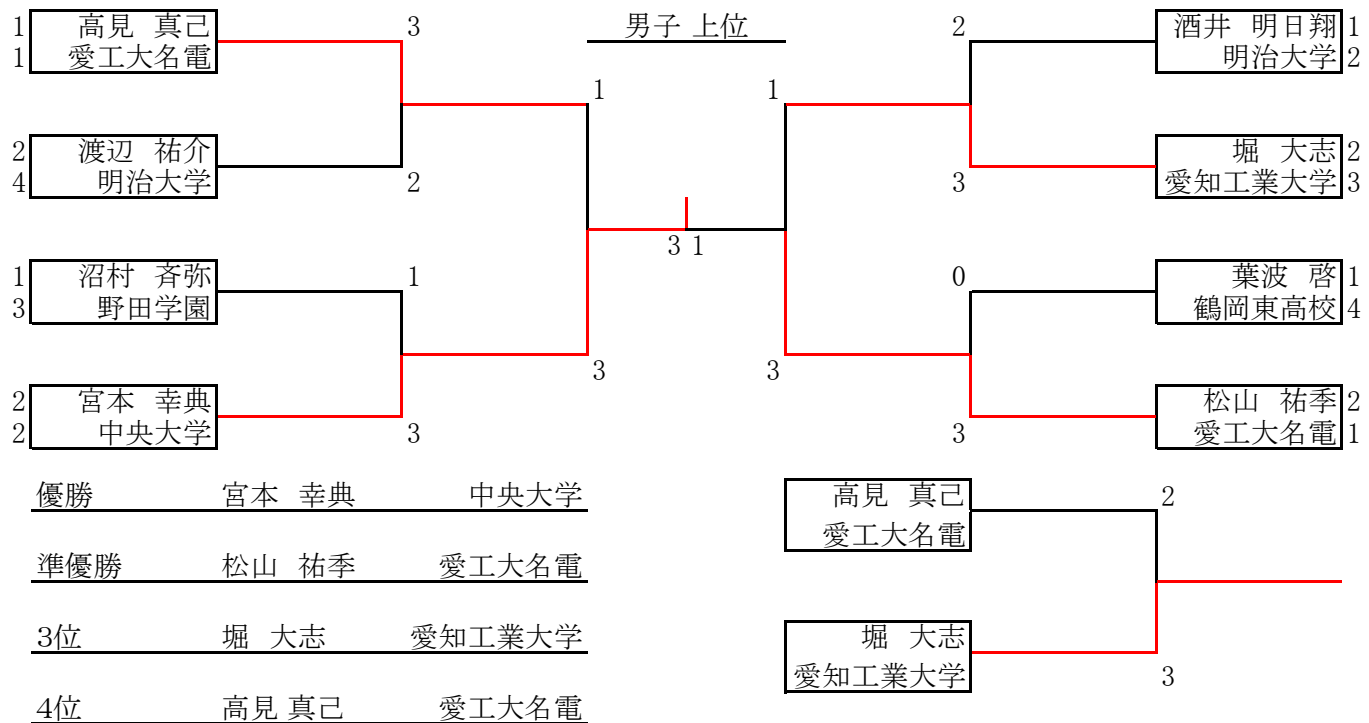 男子 上位
1 高見 真己 3
1 愛工大名電
2 渡辺 祐介
4 明治大学 2
1 沼村 斉弥 1
3 野田学園
2 宮本 幸典
2 中央大学 3
1
3
3 1
1
3
2 酒井 明日翔 1
明治大学 2
堀 大志 2
3 愛知工業大学 3
0 葉波 啓 1
鶴岡東高校 4
松山 祐季 2
3 愛工大名電 1
優勝 宮本 幸典 中央大学
準優勝 松山 祐季 愛工大名電
3位 堀 大志 愛知工業大学
4位 高見 真己 愛工大名電
高見 真己 2
愛工大名電
堀 大志
愛知工業大学 3